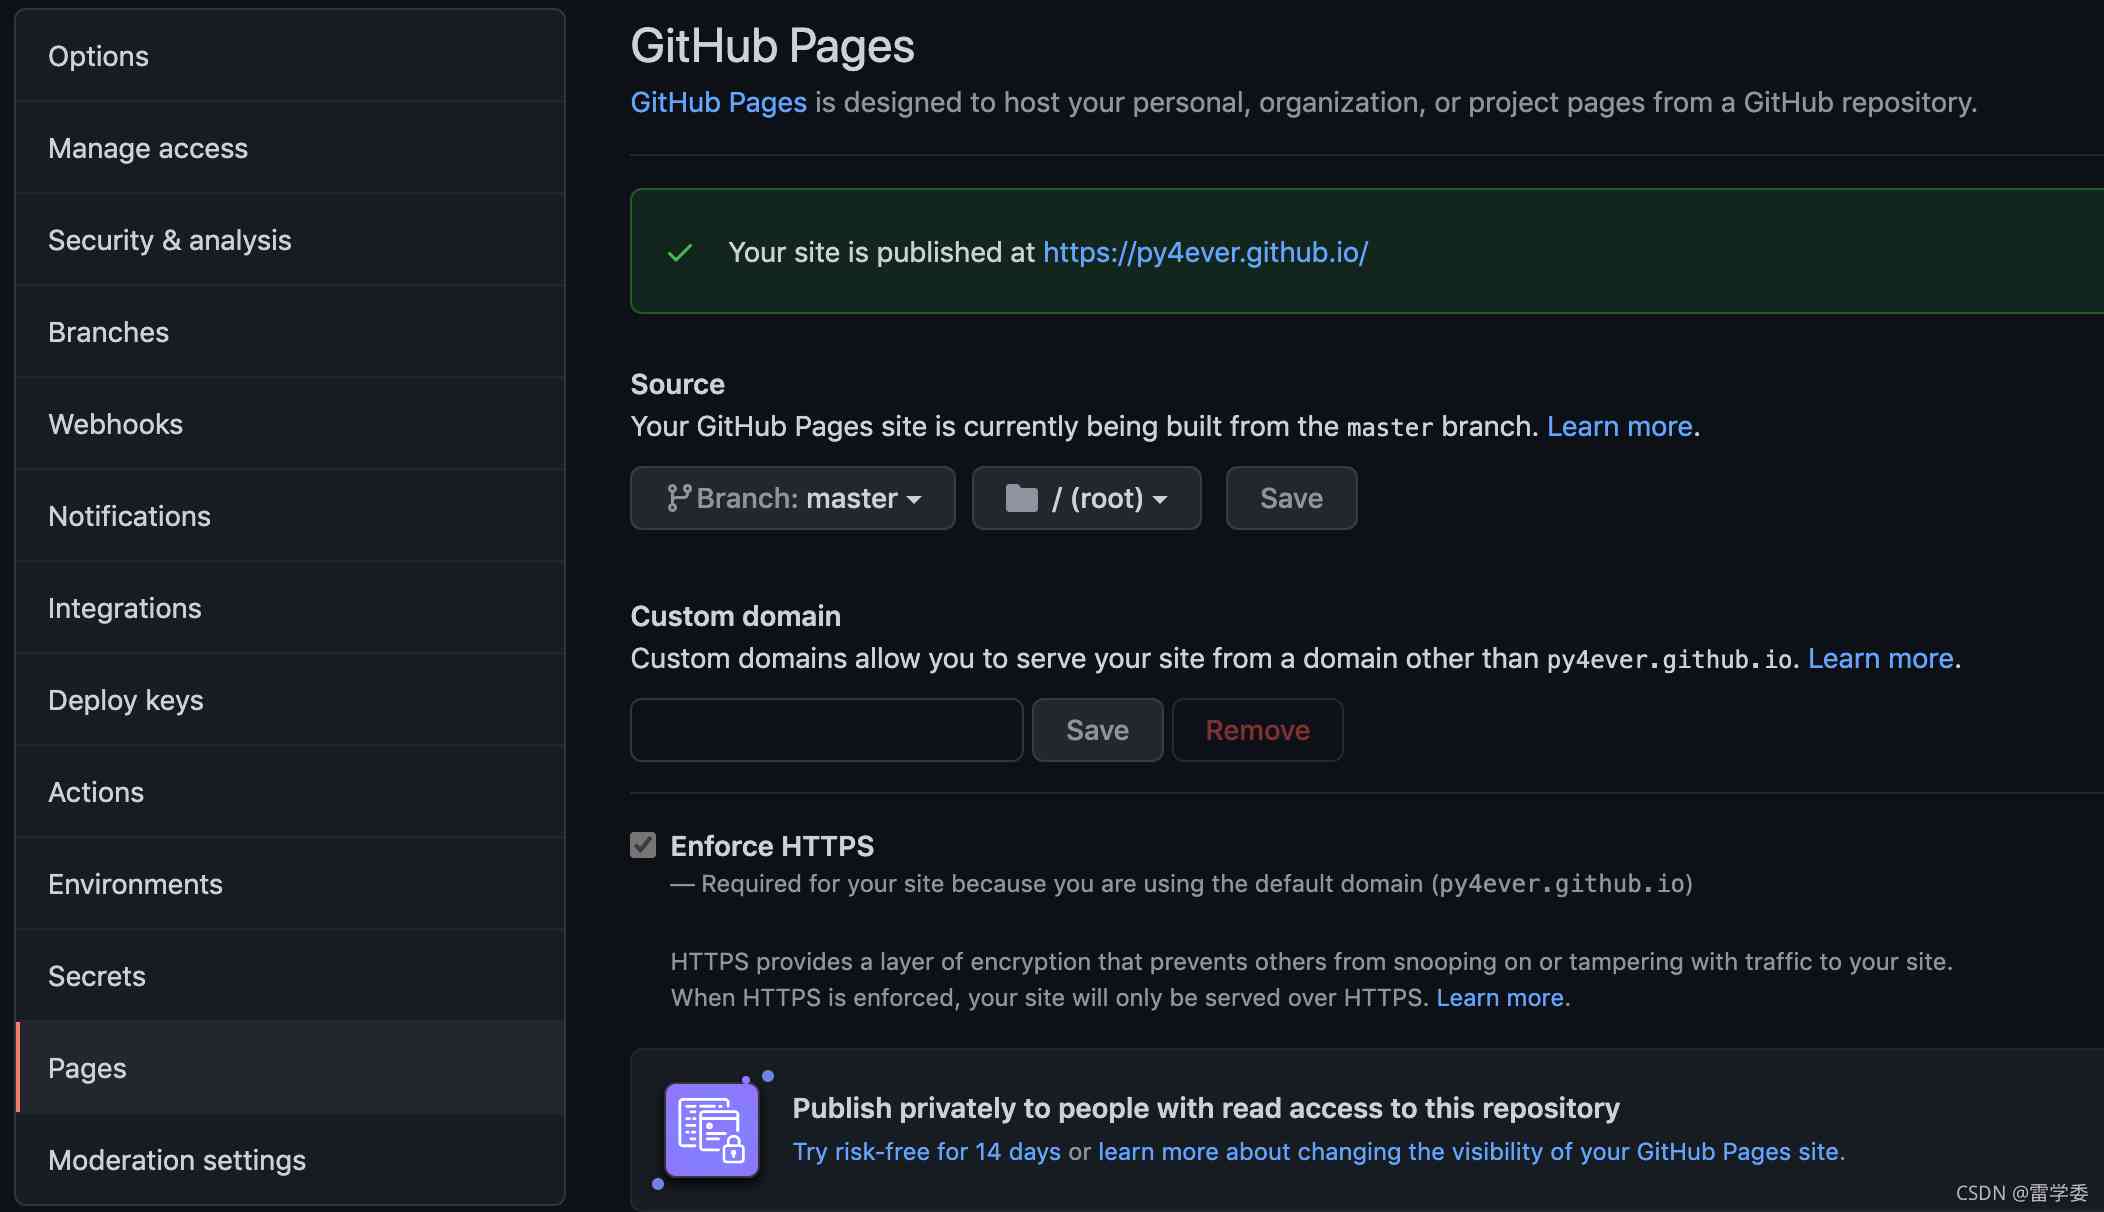 Options
Manage access
Security & analysis
Branches
Webhooks
Notifications
Integrations
Deploy keys
Actions
Environments
Secrets
Pages
Moderation settings
GitHub Pages
GitHub Pages is designed to host your personal, organization, or project pages from a GitHub repository.
Your site is published at https://py4ever.github.io/
Source
Your GitHub Pages site is currently being built from the master branch. Learn more.
Branch: master / (root) Save
Custom domain
Custom domains allow you to serve your site from a domain other than py4ever.github.io. Learn more.
Save Remove
Enforce HTTPS
— Required for your site because you are using the default domain (py4ever.github.io)
HTTPS provides a layer of encryption that prevents others from snooping on or tampering with traffic to your site.
When HTTPS is enforced, your site will only be served over HTTPS. Learn more.
Publish privately to people with read access to this repository
Try risk-free for 14 days or learn more about changing the visibility of your GitHub Pages site.
CSDN @雷学委